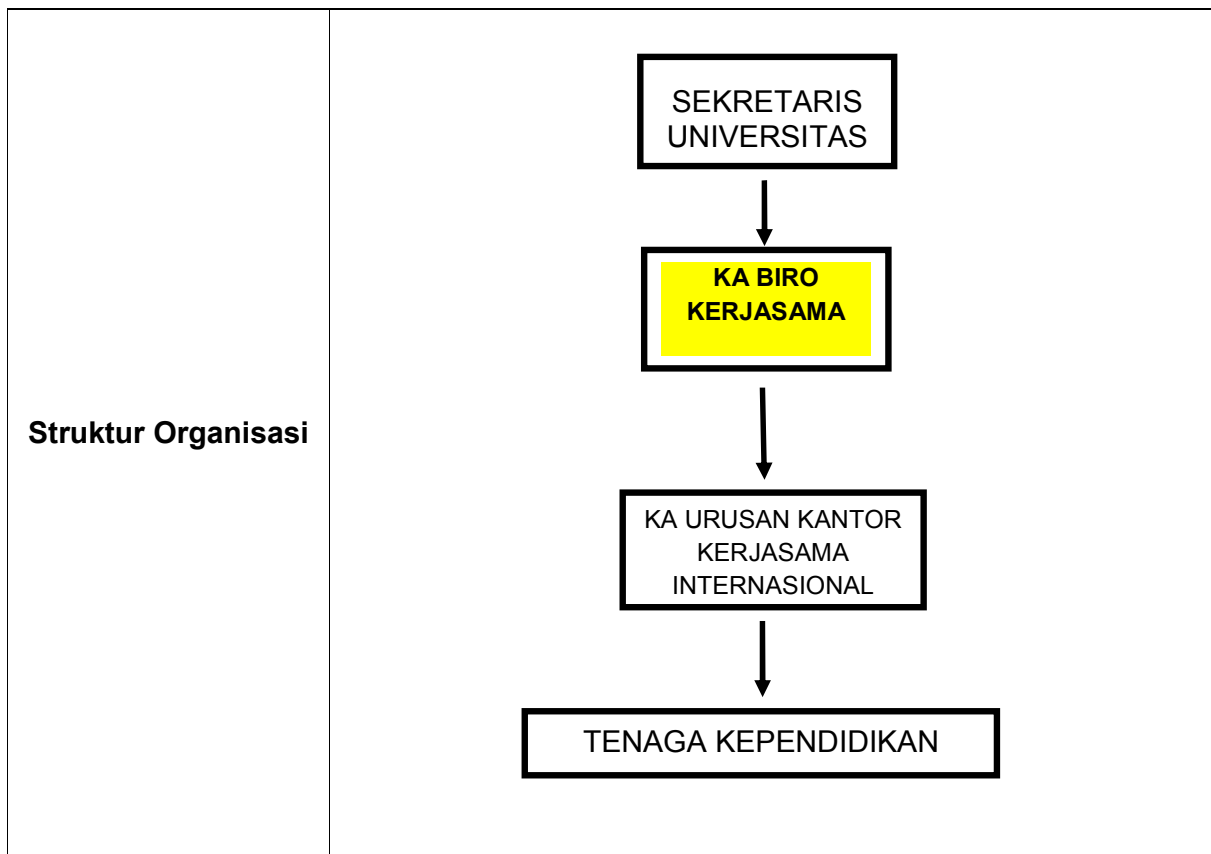 Struktur Organisasi
SEKRETARIS
UNIVERSITAS
KA BIRO
KERJASAMA
KA URUSAN KANTOR
KERJASAMA
INTERNASIONAL
TENAGA KEPENDIDIKAN